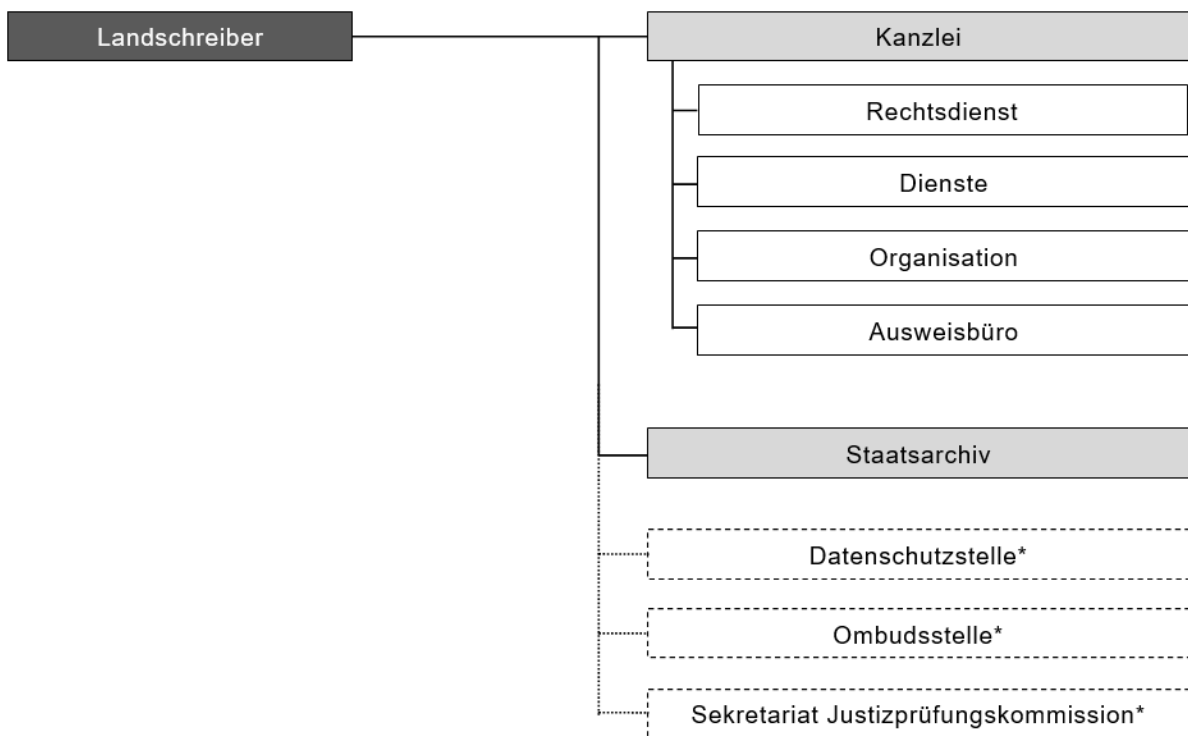 Landschreiber
Kanzlei
Rechtsdienst
Dienste
Organisation
Ausweisbüro
Staatsarchiv
Datenschutzstelle*
Ombudsstelle*
Sekretariat Justizprüfungskommission*